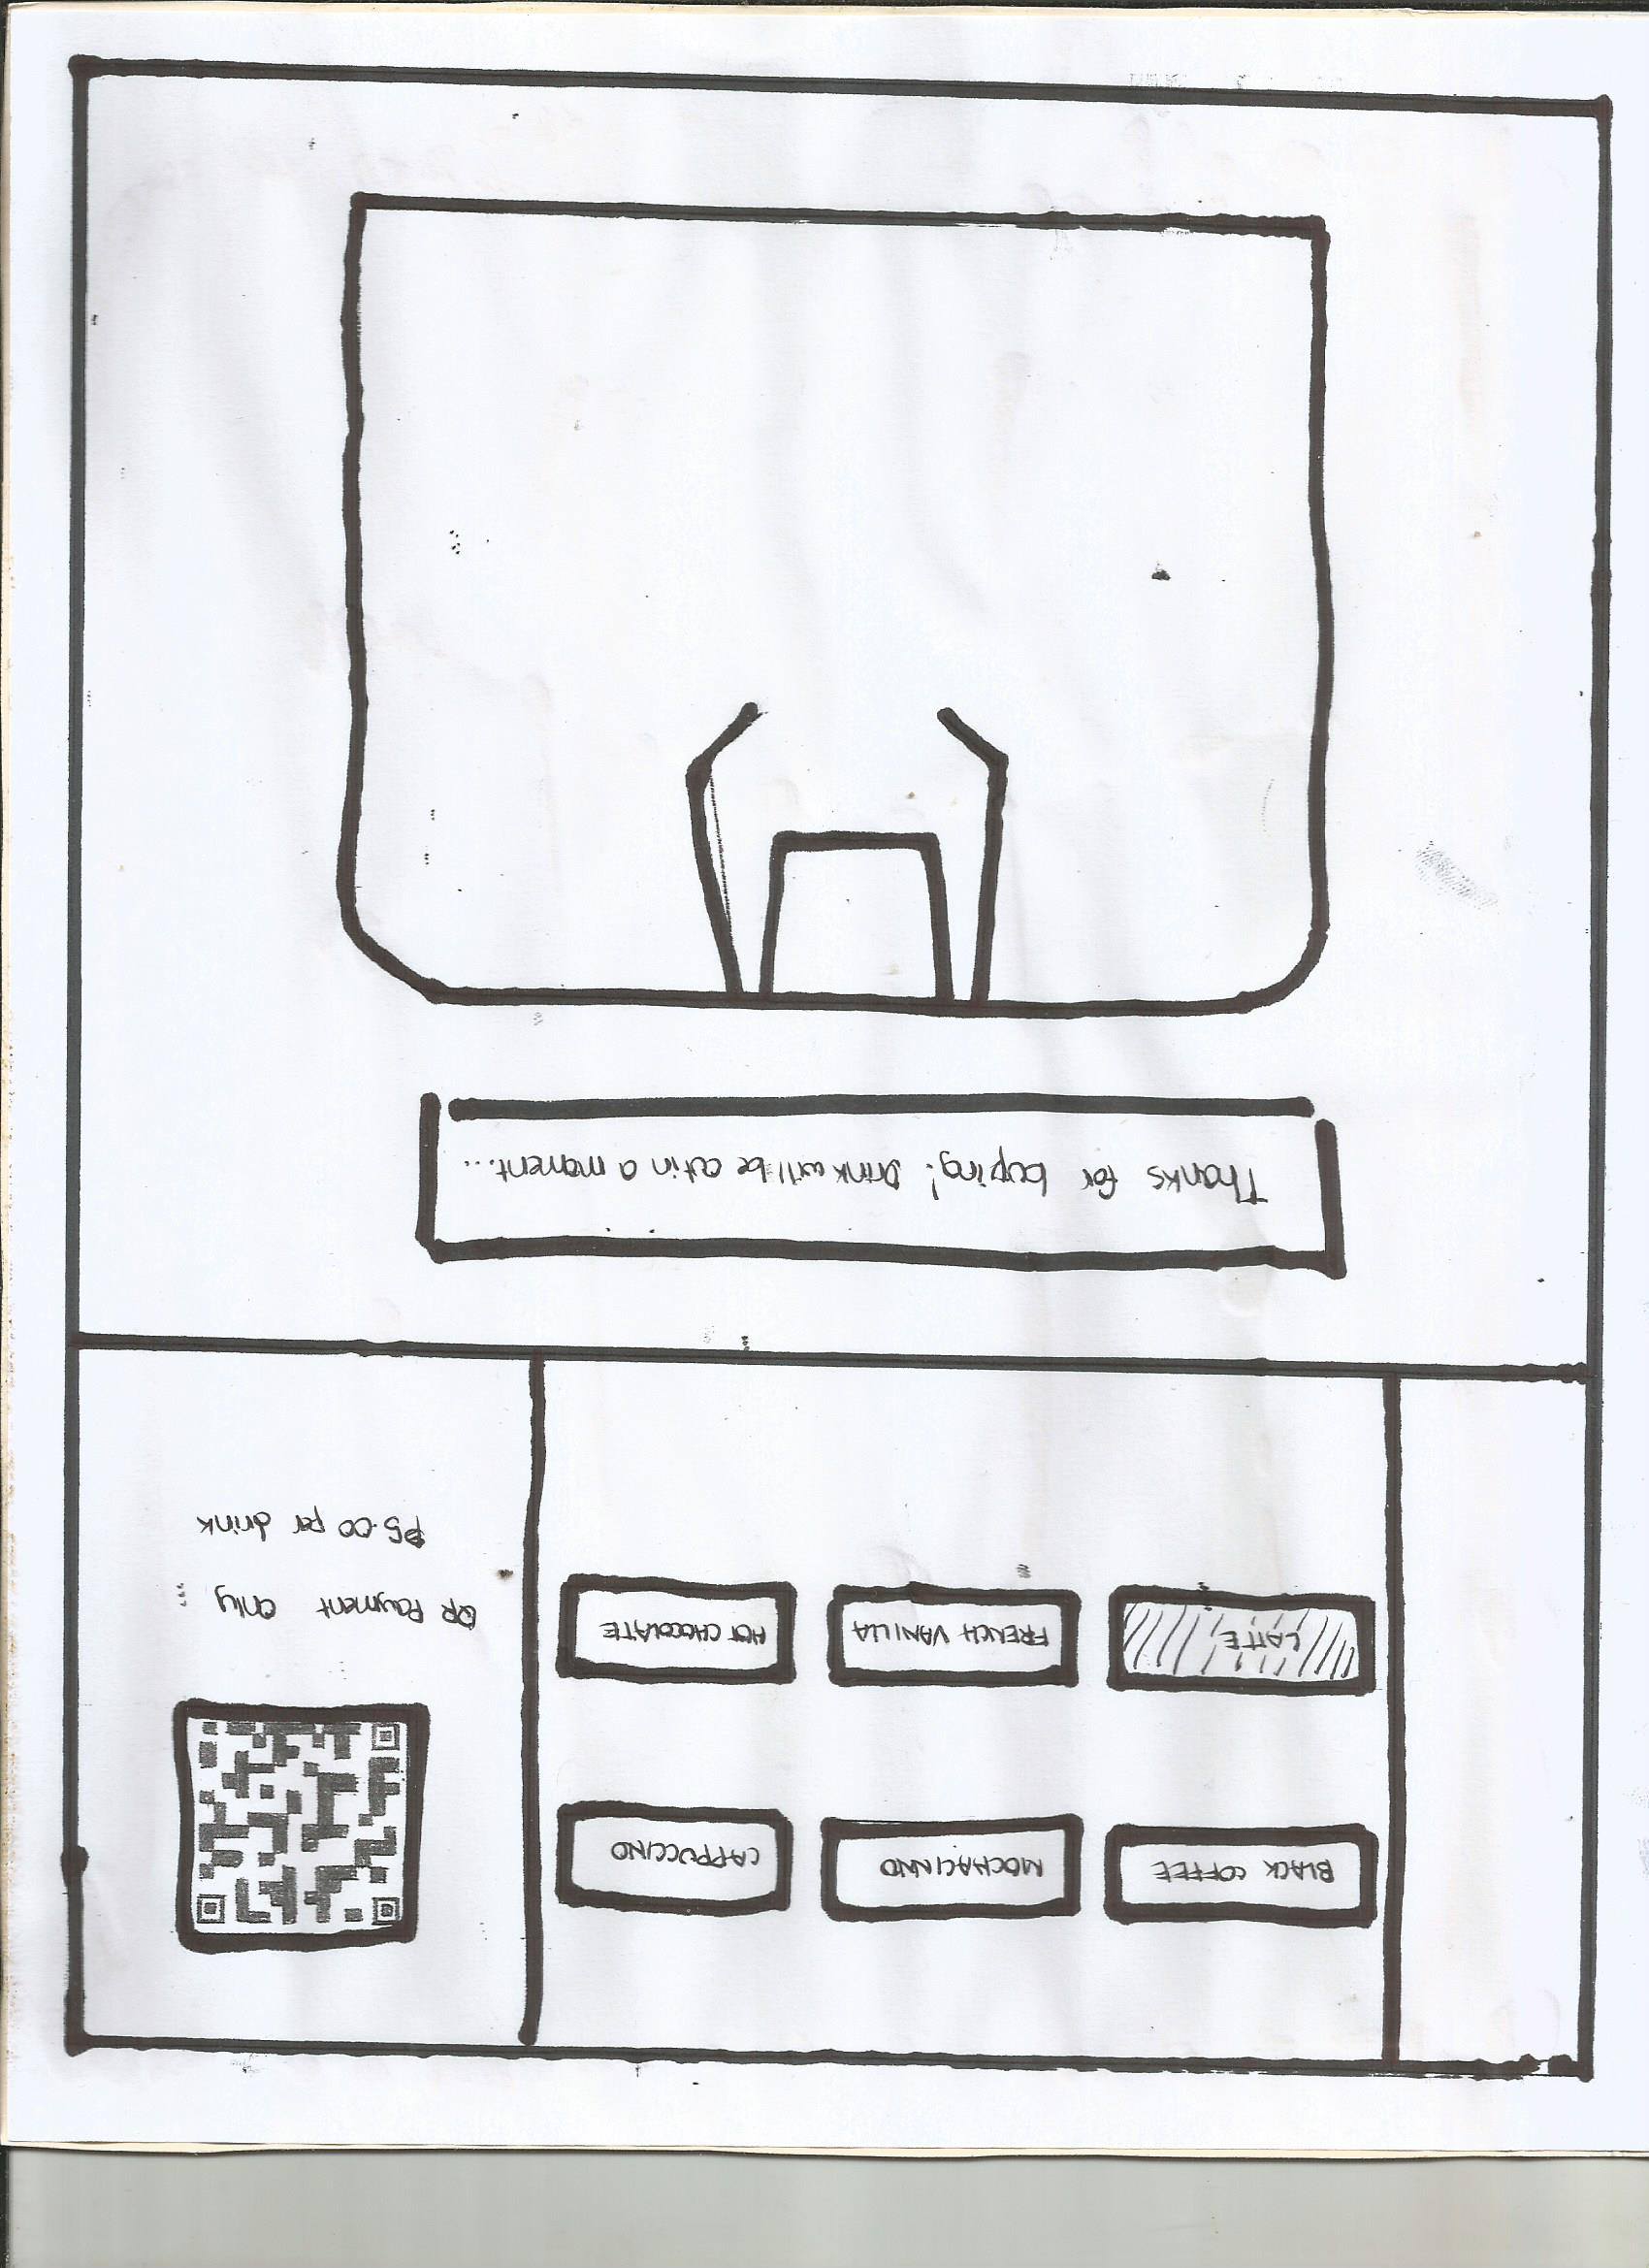 BLACK COFFEE
MOCHACINNO
CAPPUCCINO
LATTE
FRENCH VANILLA
HOT CHOCOLATE
QR Payment Only :
₱5.00 per drink
Thanks for buying! Drink will be out in a moment...